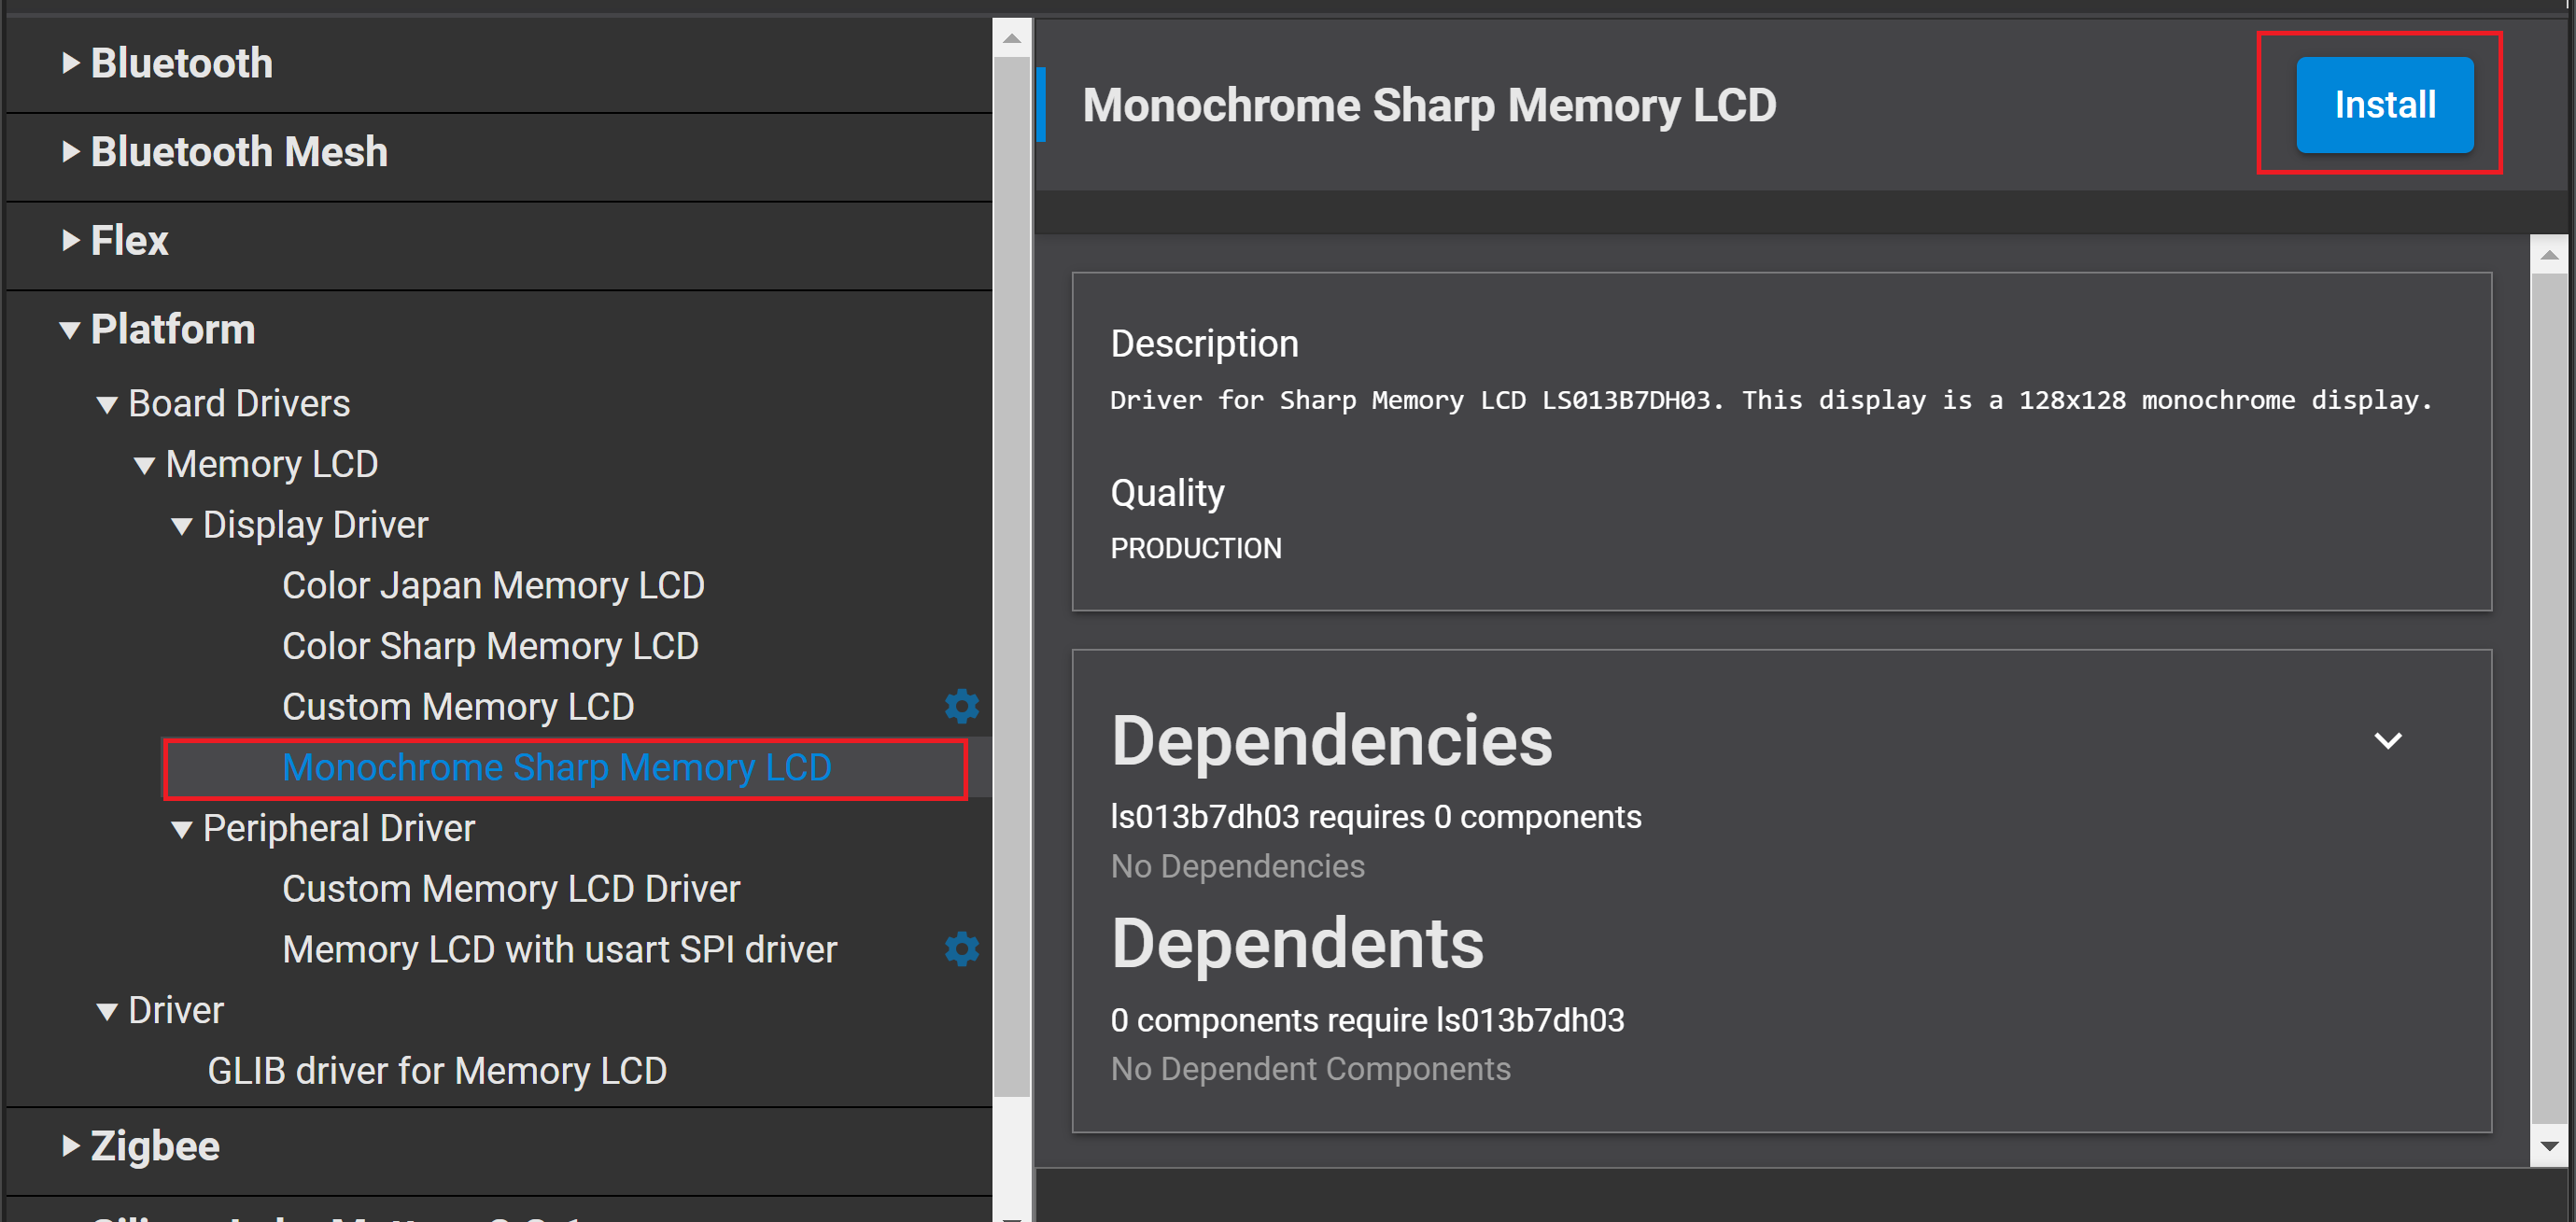 Bluetooth
Bluetooth Mesh
Flex
Platform
Board Drivers
Memory LCD
Display Driver
Color Japan Memory LCD
Color Sharp Memory LCD
Custom Memory LCD
Monochrome Sharp Memory LCD
Peripheral Driver
Custom Memory LCD Driver
Memory LCD with usart SPI driver
Driver
GLIB driver for Memory LCD
Zigbee
Monochrome Sharp Memory LCD
Install
Description
Driver for Sharp Memory LCD LS013B7DH03. This display is a 128x128 monochrome display.
Quality
PRODUCTION
Dependencies
ls013b7dh03 requires 0 components
No Dependencies
Dependents
0 components require ls013b7dh03
No Dependent Components